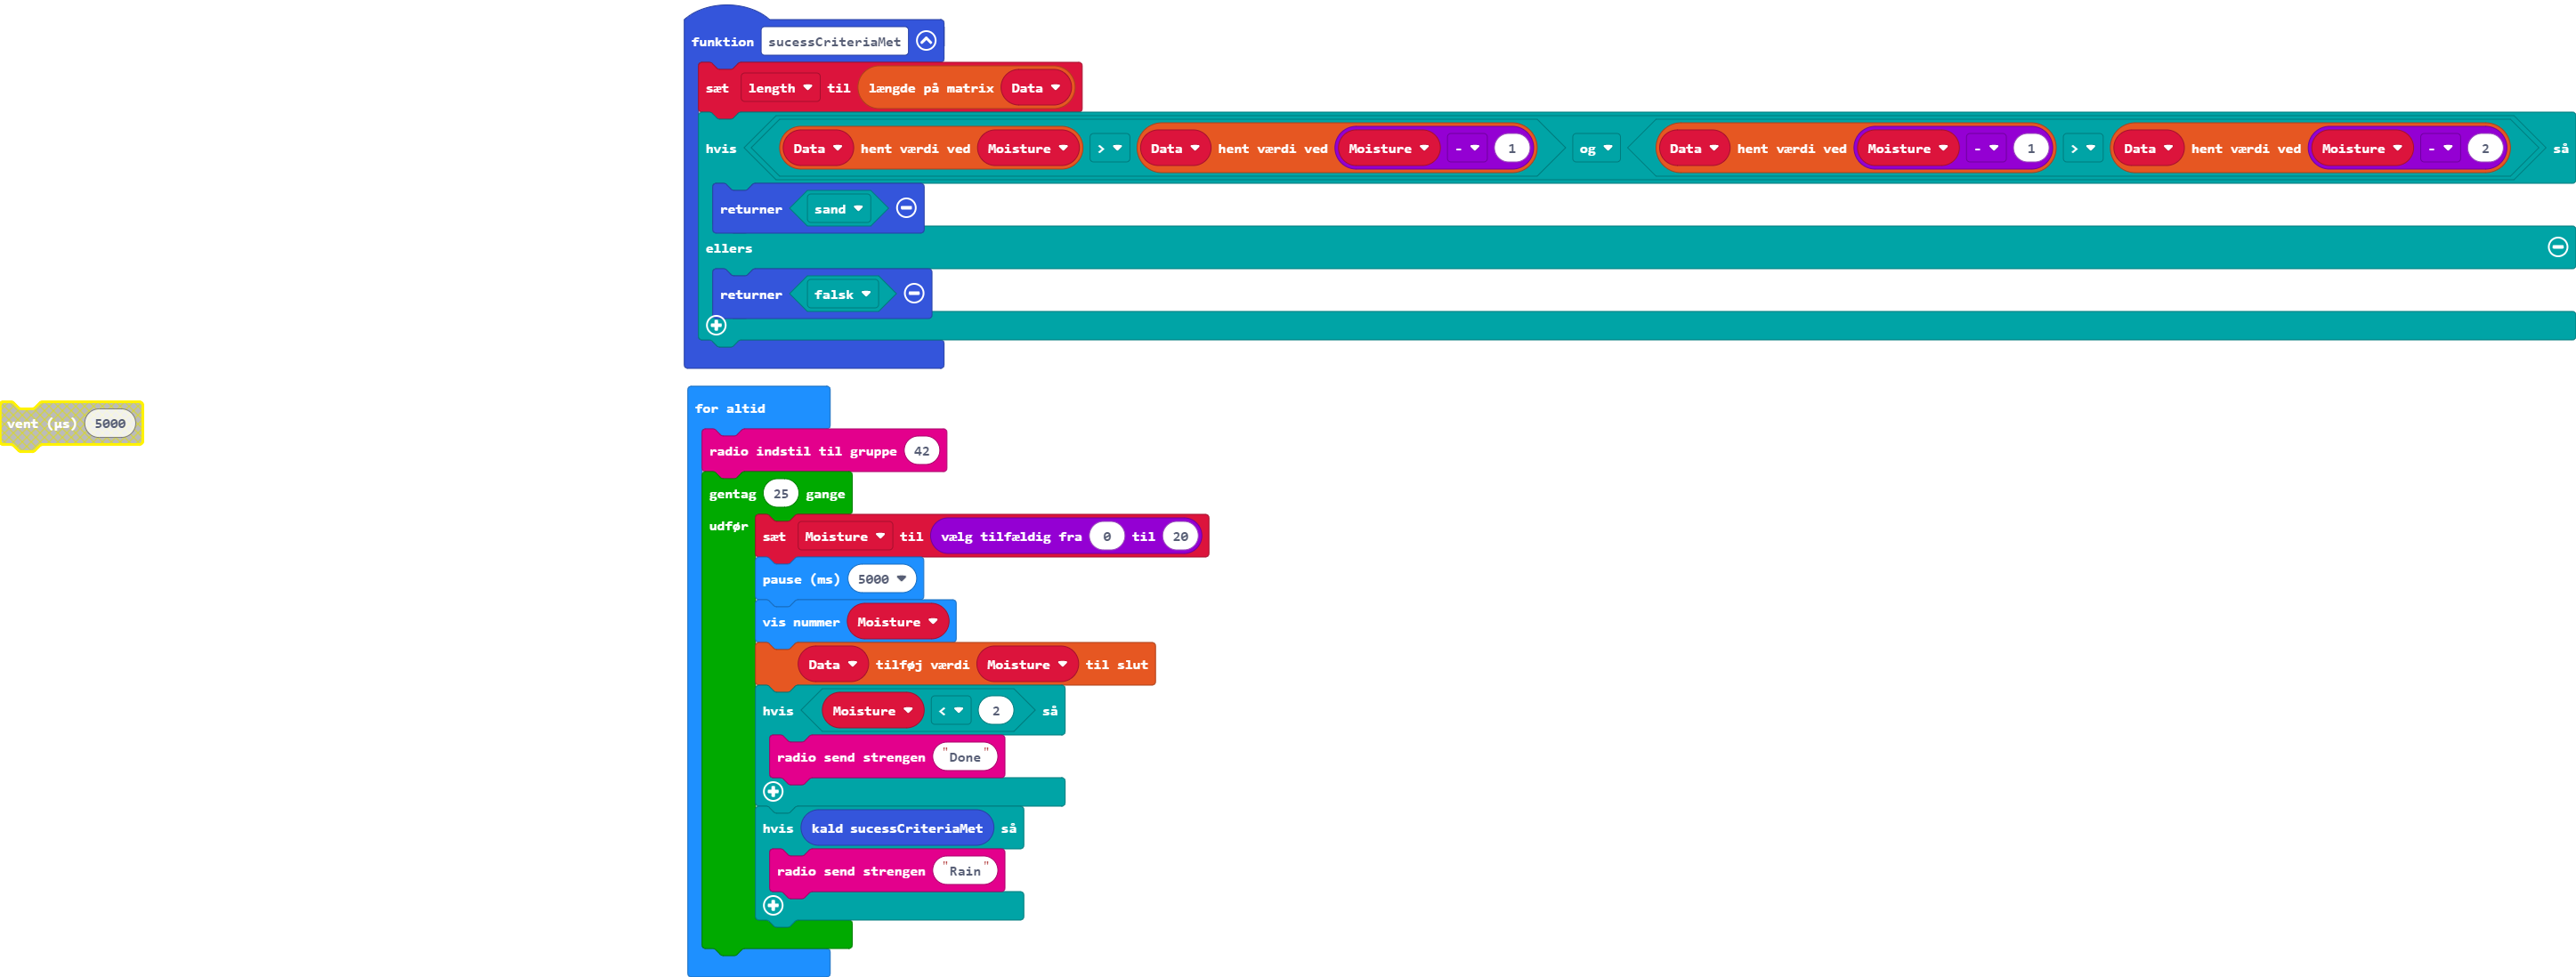 funktion sucessCriteriaMet
sæt length til længde på matrix Data
hvis Data hent værdi ved Moisture > Data hent værdi ved Moisture - 1 og Data hent værdi ved Moisture - 1 > Data hent værdi ved Moisture - 2 så
returner sand
ellers
returner falsk
for altid
vent (µs) 5000
radio indstil til gruppe 42
gentag 25 gange
udfør
sæt Moisture til vælg tilfældig fra 0 til 20
pause (ms) 5000
vis nummer Moisture
Data tilføj værdi Moisture til slut
hvis Moisture < 2 så
radio send strengen "Done"
hvis kald sucessCriteriaMet så
radio send strengen "Rain"